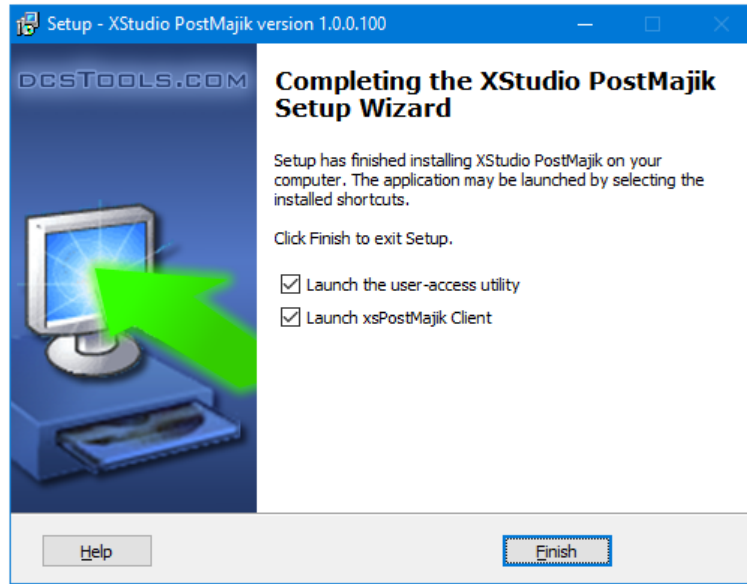 Setup - XStudio PostMajik version 1.0.0.100
DCSTOOLS.COM
Completing the XStudio PostMajik
Setup Wizard
Setup has finished installing XStudio PostMajik on your
computer. The application may be launched by selecting the
installed shortcuts.
Click Finish to exit Setup.
Launch the user-access utility
Launch xsPostMajik Client
Help
Finish